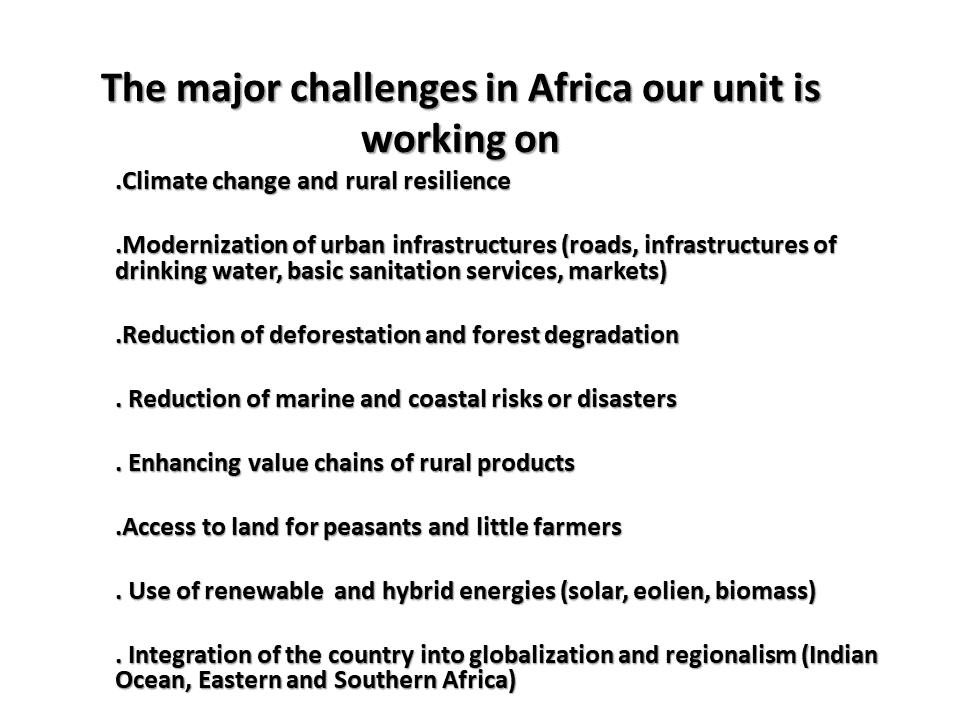 The major challenges in Africa our unit is
working on
.Climate change and rural resilience
.Modernization of urban infrastructures (roads, infrastructures of
drinking water, basic sanitation services, markets)
.Reduction of deforestation and forest degradation
. Reduction of marine and coastal risks or disasters
. Enhancing value chains of rural products
.Access to land for peasants and little farmers
. Use of renewable  and hybrid energies (solar, eolien, biomass)
. Integration of the country into globalization and regionalism (Indian
Ocean, Eastern and Southern Africa)